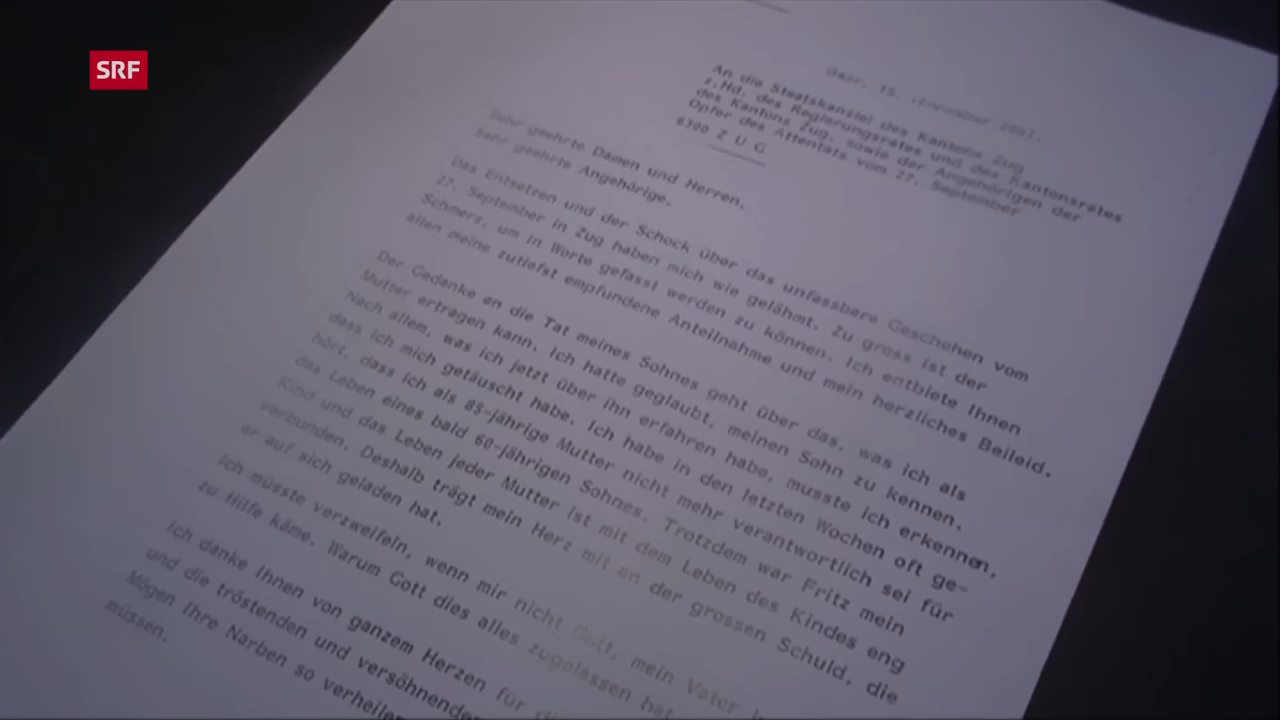 SRF
Baar, 15. November 2001.
An die Staatskanzlei des Kantons Zug
z.Hd. des Regierungsrates und des Kantonsrates
des Kantons Zug, sowie der Angehörigen der
Opfer des Attentats vom 27. September
6300 Z U G
Sehr geehrte Damen und Herren,
Sehr geehrte Angehörige,
Das Entsetzen und der Schock über das unfassbare Geschehen vom
27. September in Zug haben mich wie gelähmt. Zu gross ist der
Schmerz, um in Worte gefasst werden zu können. Ich entbiete Ihnen
allen meine zutiefst empfundene Anteilnahme und mein herzliches Beileid.
Der Gedanke an die Tat meines Sohnes geht über das, was ich als
Mutter ertragen kann. Ich hatte geglaubt, meinen Sohn zu kennen.
Nach allem, was ich jetzt über ihn erfahren habe, musste ich erkennen,
dass ich mich getäuscht habe. Ich habe in den letzten Wochen oft ge-
hört, dass ich als 85-jährige Mutter nicht mehr verantwortlich sei für
das Leben eines bald 60-jährigen Sohnes. Trotzdem war Fritz mein
Kind und das Leben jeder Mutter ist mit dem Leben des Kindes eng
verbunden. Deshalb trägt mein Herz mit an der grossen Schuld, die
er auf sich geladen hat.
Ich müsste verzweifeln, wenn mir nicht Gott, mein Vater
zu Hilfe käme. Warum Gott dies alles zugelassen hat
Ich danke Ihnen von ganzem Herzen für
und die tröstenden und versöhnenden
Mögen Ihre Narben so verheilen
müssen.